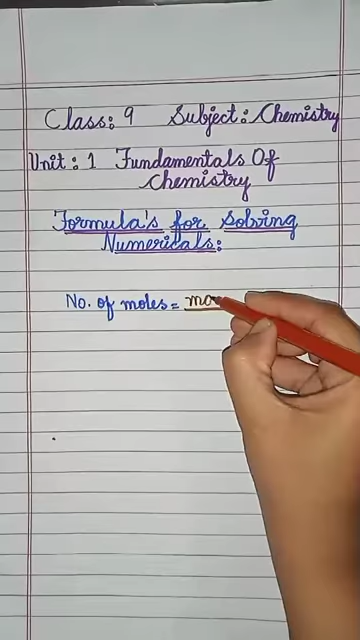 Class: 9 Subject: Chemistry
Unit: 1 Fundamentals Of
Chemistry
Formula's for Solving
Numericals:
No. of moles =